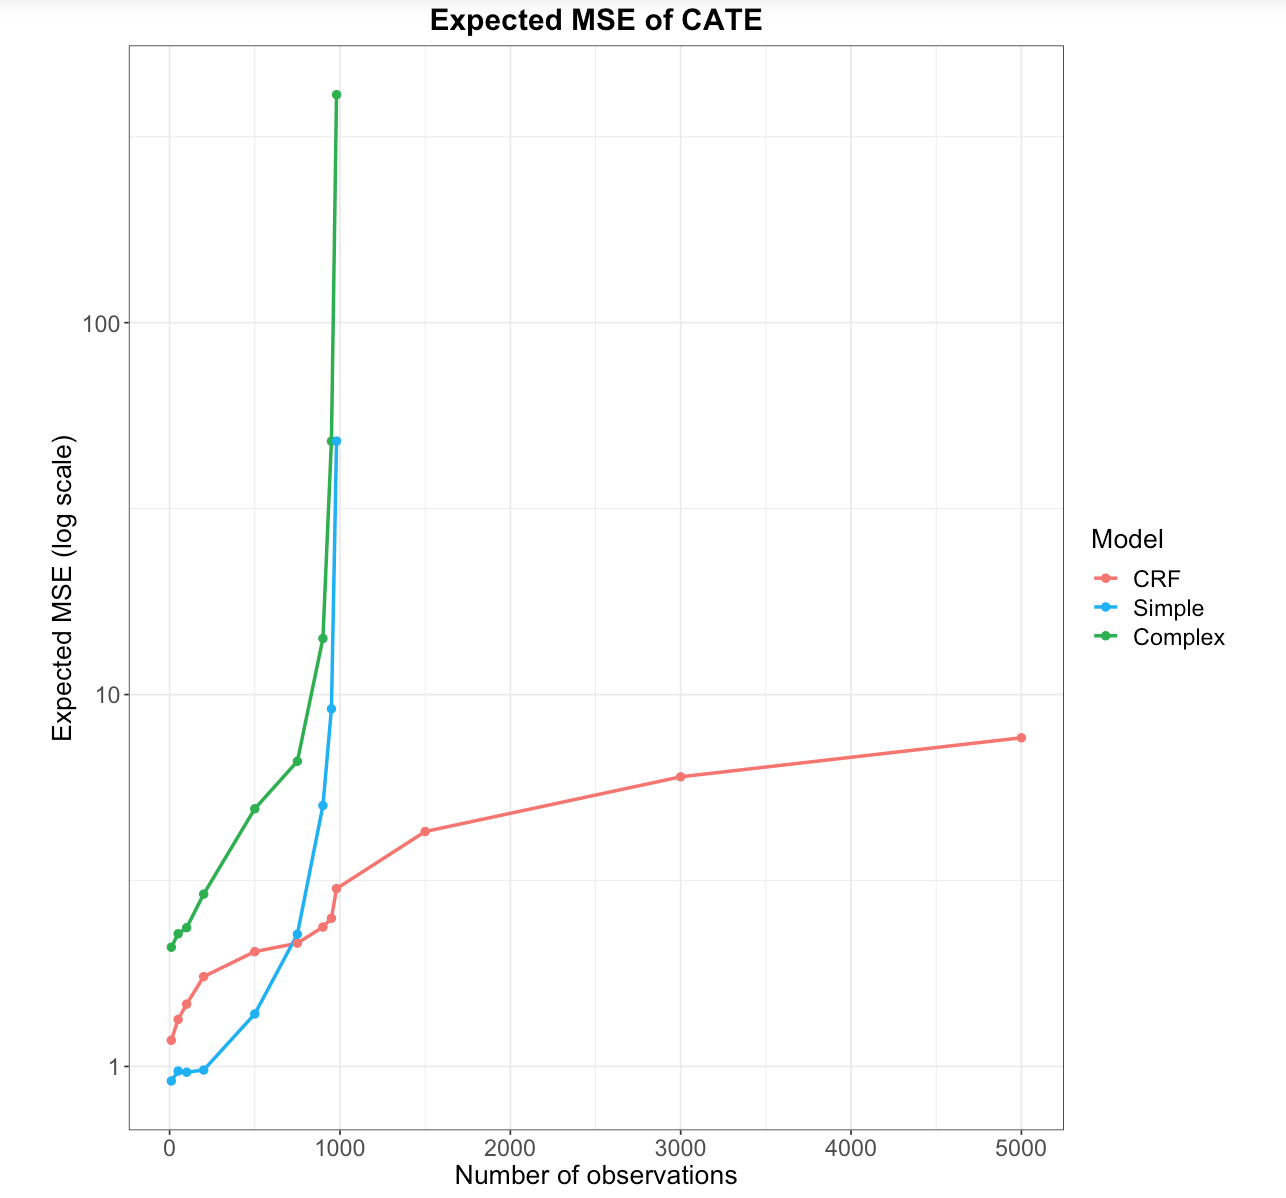 Expected MSE of CATE
Expected MSE (log scale)
100
10
1
0 1000 2000 3000 4000 5000
Number of observations
Model
CRF
Simple
Complex